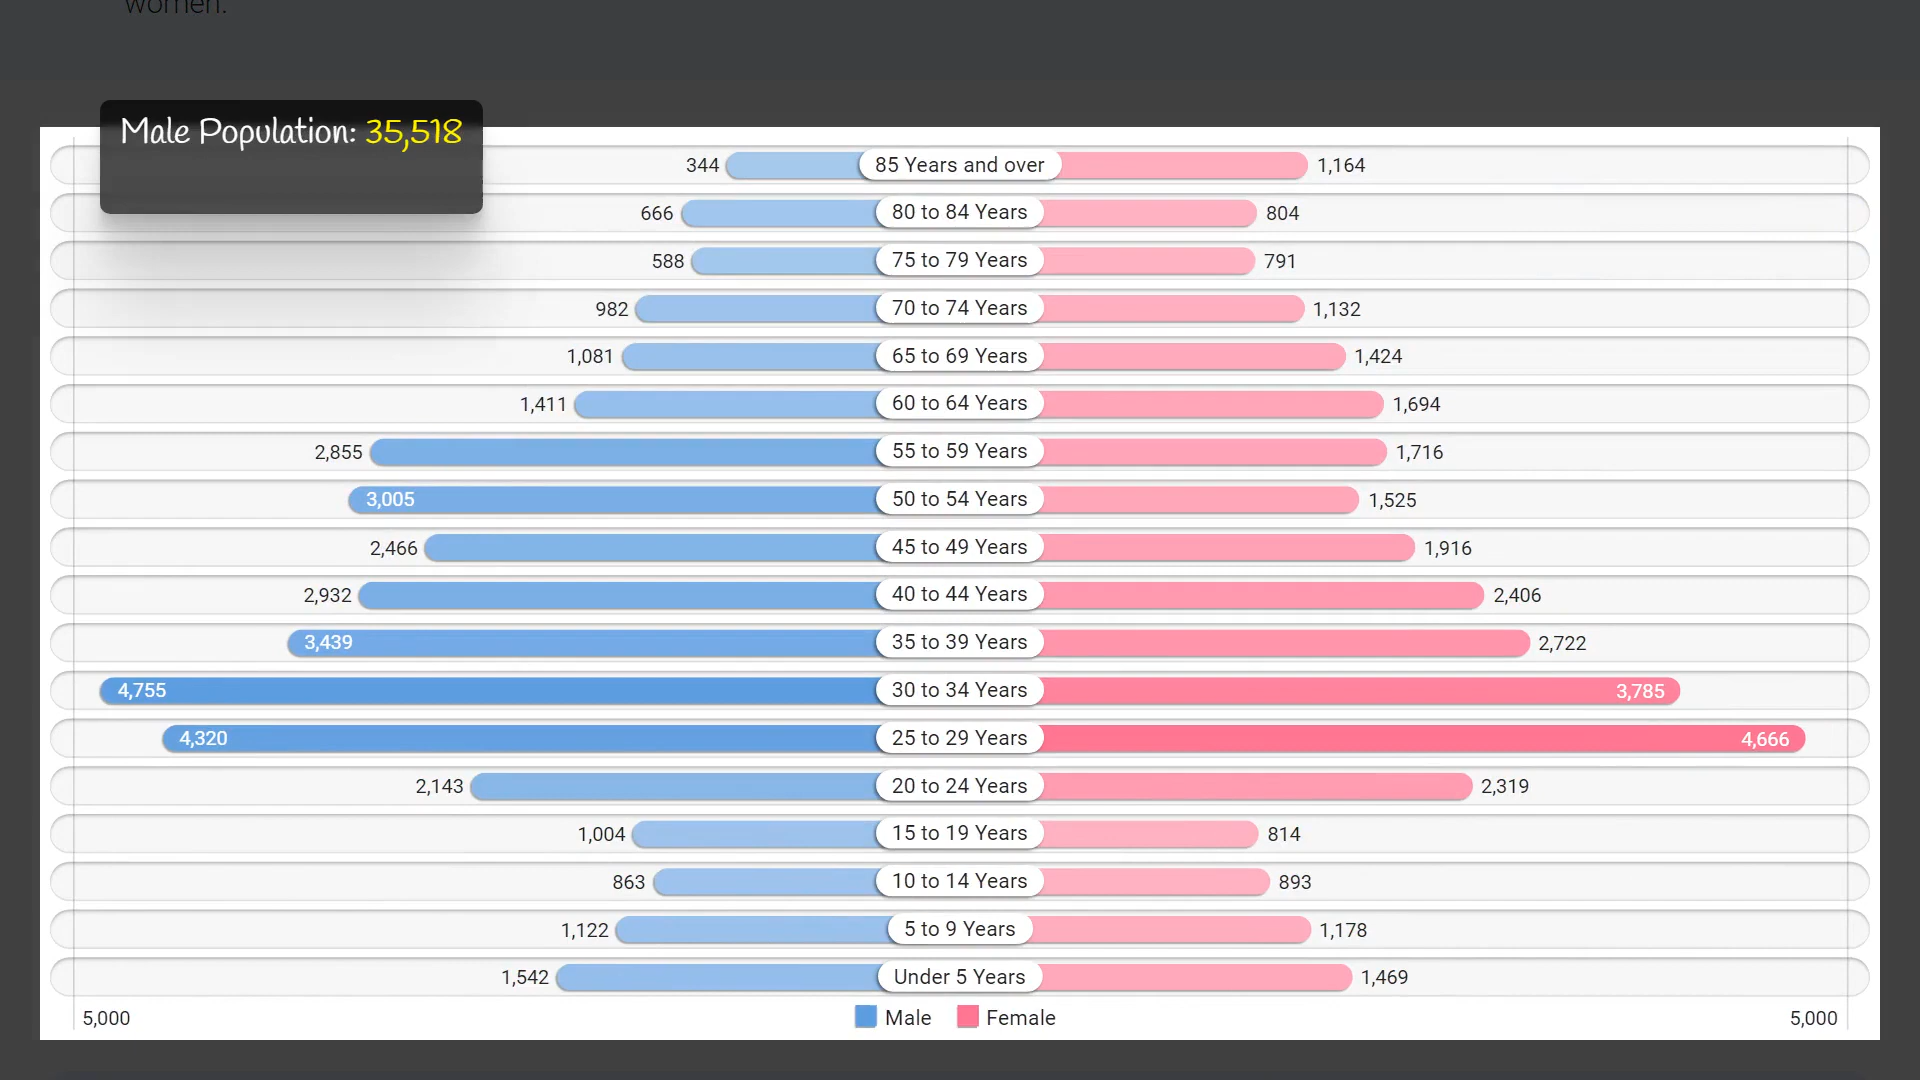 women.
Male Population: 35,518
344 85 Years and over 1,164
666 80 to 84 Years 804
588 75 to 79 Years 791
982 70 to 74 Years 1,132
1,081 65 to 69 Years 1,424
1,411 60 to 64 Years 1,694
2,855 55 to 59 Years 1,716
3,005 50 to 54 Years 1,525
2,466 45 to 49 Years 1,916
2,932 40 to 44 Years 2,406
3,439 35 to 39 Years 2,722
4,755 30 to 34 Years 3,785
4,320 25 to 29 Years 4,666
2,143 20 to 24 Years 2,319
1,004 15 to 19 Years 814
863 10 to 14 Years 893
1,122 5 to 9 Years 1,178
1,542 Under 5 Years 1,469
5,000 Male Female 5,000